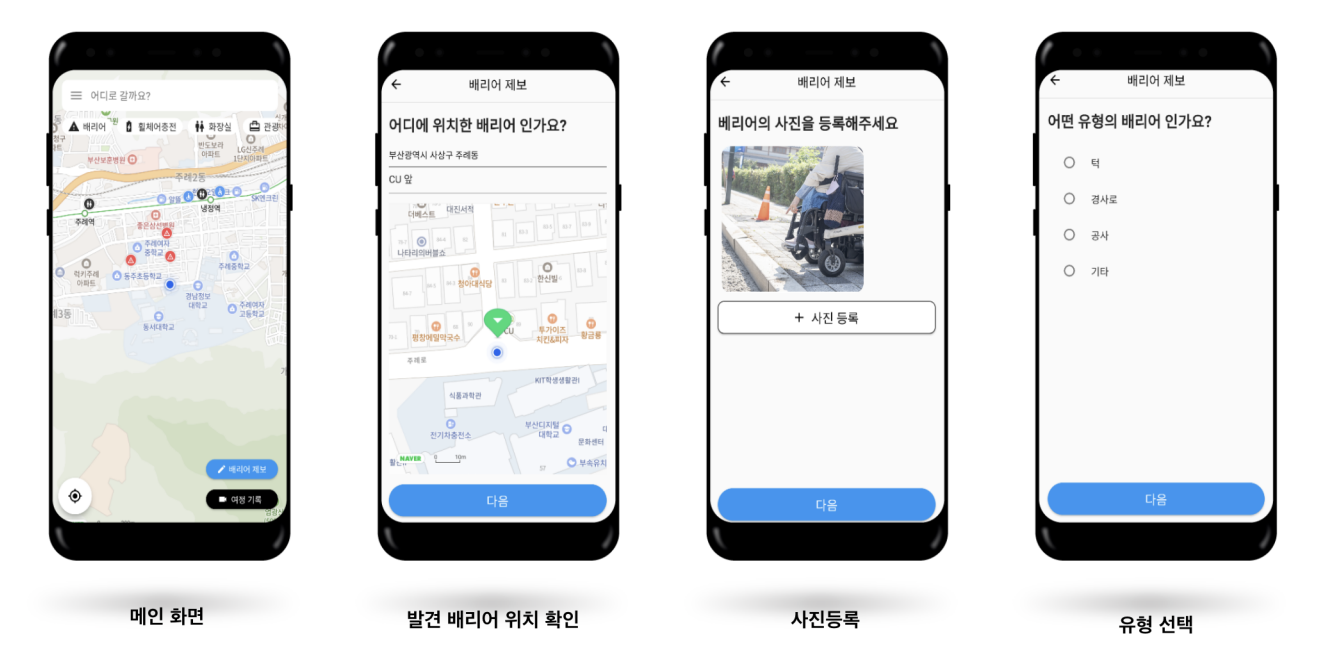 어디로 갈까요?
배리어
휠체어충전
화장실
관광
부산보훈병원
반도보라
아파트
LG신주례
1단지아파트
주례2동
SK엔크린
주례역
냉정역
좋은삼선병원
주례여자
중학교
주례중학교
럭키주례
아파트
동주초등학교
경남정보
대학교
주례여자
고등학교
동서대학교
배리어 제보
여정 기록
메인 화면
배리어 제보
어디에 위치한 배리어 인가요?
부산광역시 사상구 주례동
CU 앞
더베스트
대진서적
나타리의버블쇼
청아대식당
한신빌
CU
투가이즈
치킨&피자
황금룡
평창메밀막국수
주례로
KIT학생생활관
식품과학관
전기차충전소
부산디지털
대학교
문화센터
NAVER
10m
57
부속유치
다음
발견 배리어 위치 확인
배리어 제보
베리어의 사진을 등록해주세요
+ 사진 등록
다음
사진등록
배리어 제보
어떤 유형의 배리어 인가요?
턱
경사로
공사
기타
다음
유형 선택